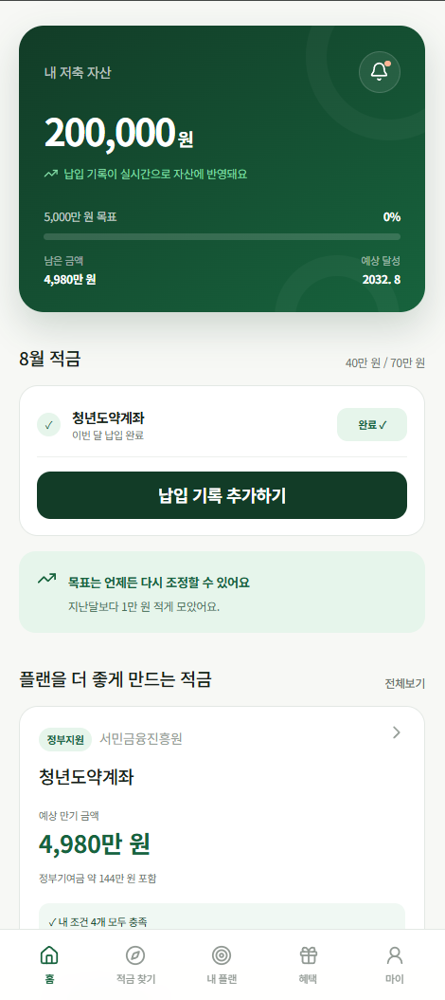 내 저축 자산
200,000원
납입 기록이 실시간으로 자산에 반영돼요
5,000만 원 목표 0%
남은 금액 예상 달성
4,980만 원 2032. 8
8월 적금 40만 원 / 70만 원
✓ 청년도약계좌 완료 ✓
이번 달 납입 완료
납입 기록 추가하기
목표는 언제든 다시 조정할 수 있어요
지난달보다 1만 원 적게 모았어요.
플랜을 더 좋게 만드는 적금 전체보기
정부지원 서민금융진흥원
청년도약계좌
예상 만기 금액
4,980만 원
정부기여금 약 144만 원 포함
✓ 내 조건 4개 모두 충족
홈 적금 찾기 내 플랜 혜택 마이